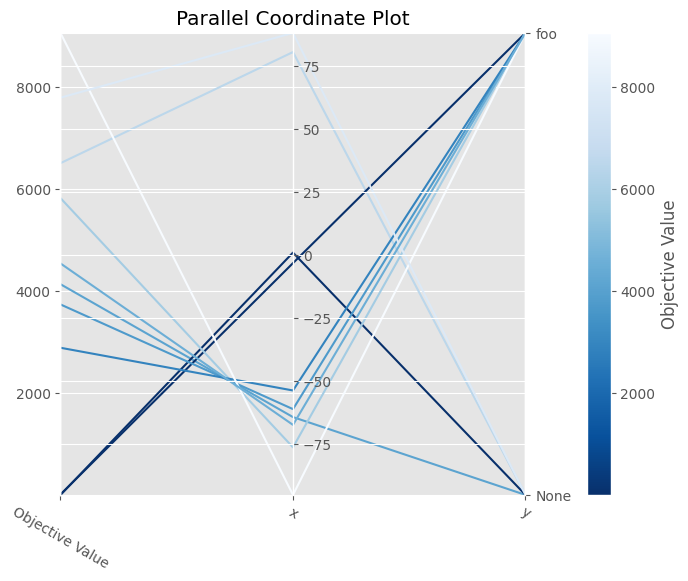 Parallel Coordinate Plot
foo
8000
75
8000
50
6000
25
6000
0
4000
−25
4000
−50
2000
−75
2000
None
Objective Value
x
y
Objective Value